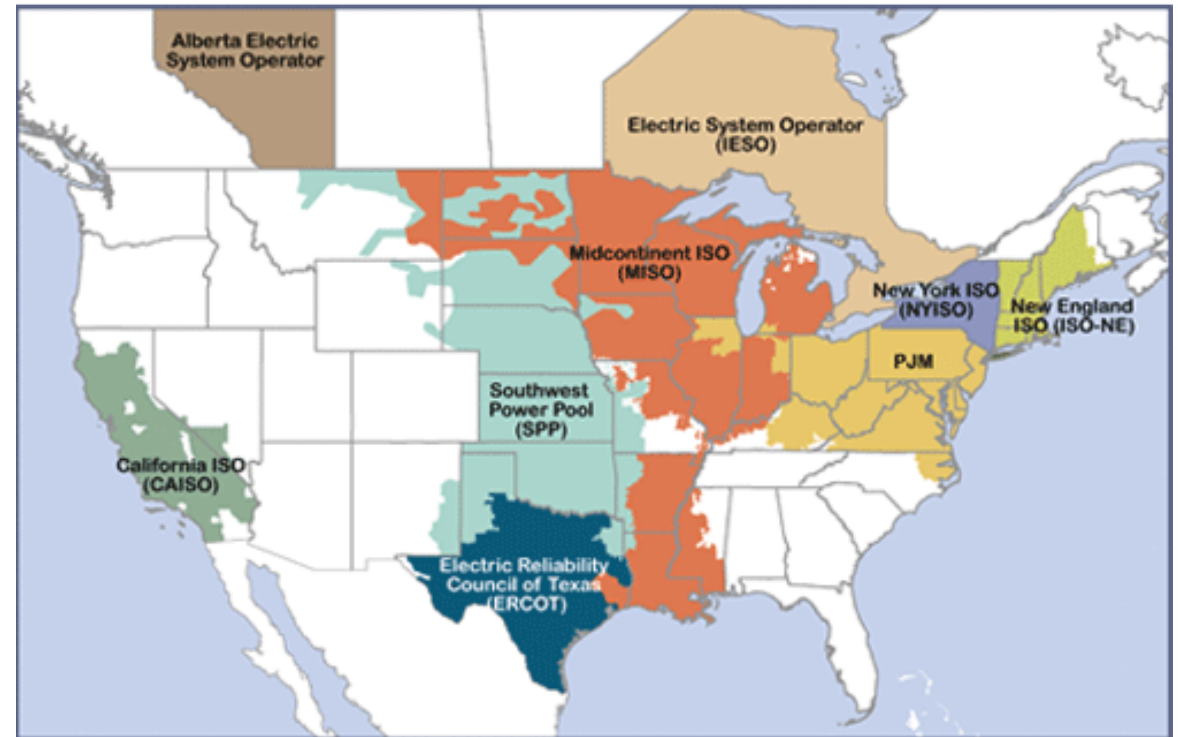 Alberta Electric
System Operator
Electric System Operator
(IESO)
Midcontinent ISO
(MISO)
New York ISO
(NYISO)
New England
ISO (ISO-NE)
PJM
Southwest
Power Pool
(SPP)
California ISO
(CAISO)
Electric Reliability
Council of Texas
(ERCOT)